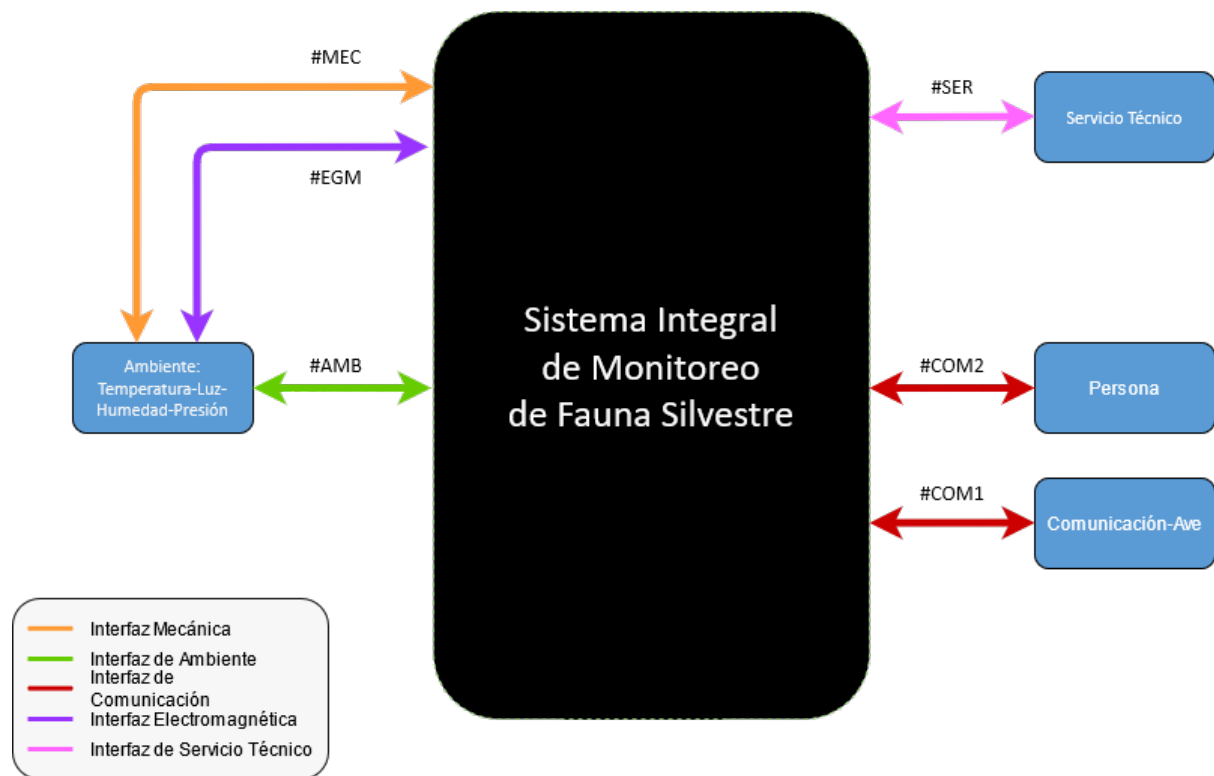 #MEC
#EGM
Ambiente:
Temperatura-Luz-
Humedad-Presión
#AMB
Sistema Integral
de Monitoreo
de Fauna Silvestre
#SER
Servicio Técnico
#COM2
Persona
#COM1
Comunicación-Ave
Interfaz Mecánica
Interfaz de Ambiente
Interfaz de
Comunicación
Interfaz Electromagnética
Interfaz de Servicio Técnico